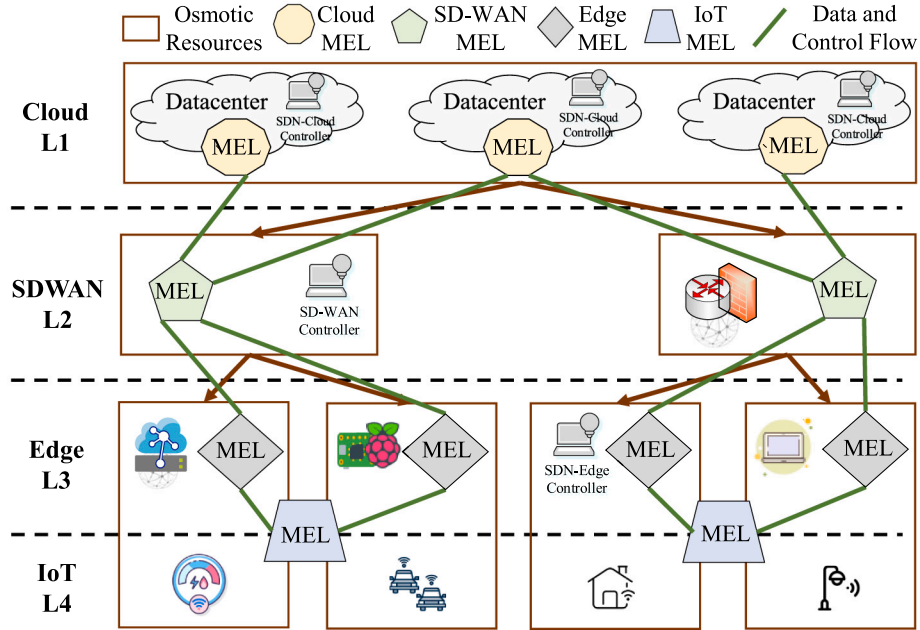 Osmotic
Resources
Cloud
MEL
SD-WAN
MEL
Edge
MEL
IoT
MEL
Data and
Control Flow
Cloud
L1
Datacenter
SDN-Cloud
Controller
MEL
Datacenter
SDN-Cloud
Controller
MEL
Datacenter
SDN-Cloud
Controller
MEL
SDWAN
L2
MEL
SD-WAN
Controller
MEL
Edge
L3
MEL
MEL
SDN-Edge
Controller
MEL
MEL
MEL
MEL
IoT
L4